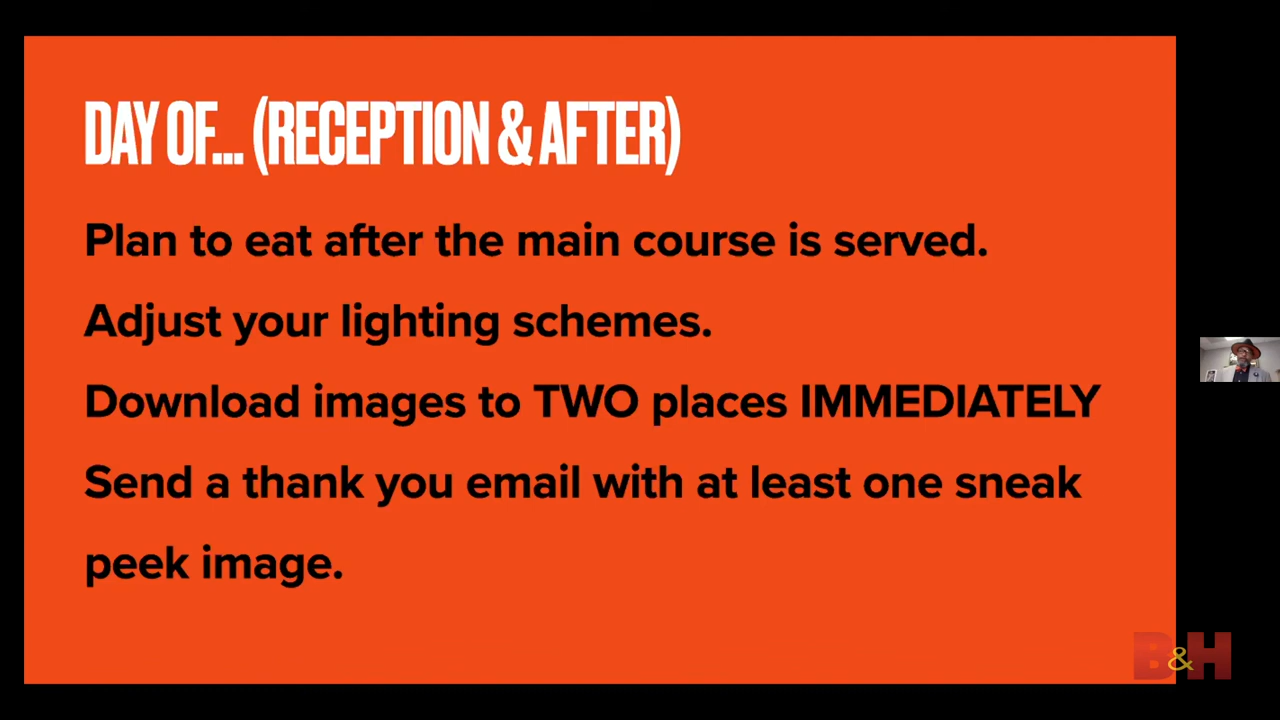 DAY OF... (RECEPTION & AFTER)
Plan to eat after the main course is served.
Adjust your lighting schemes.
Download images to TWO places IMMEDIATELY
Send a thank you email with at least one sneak
peek image.
B&H